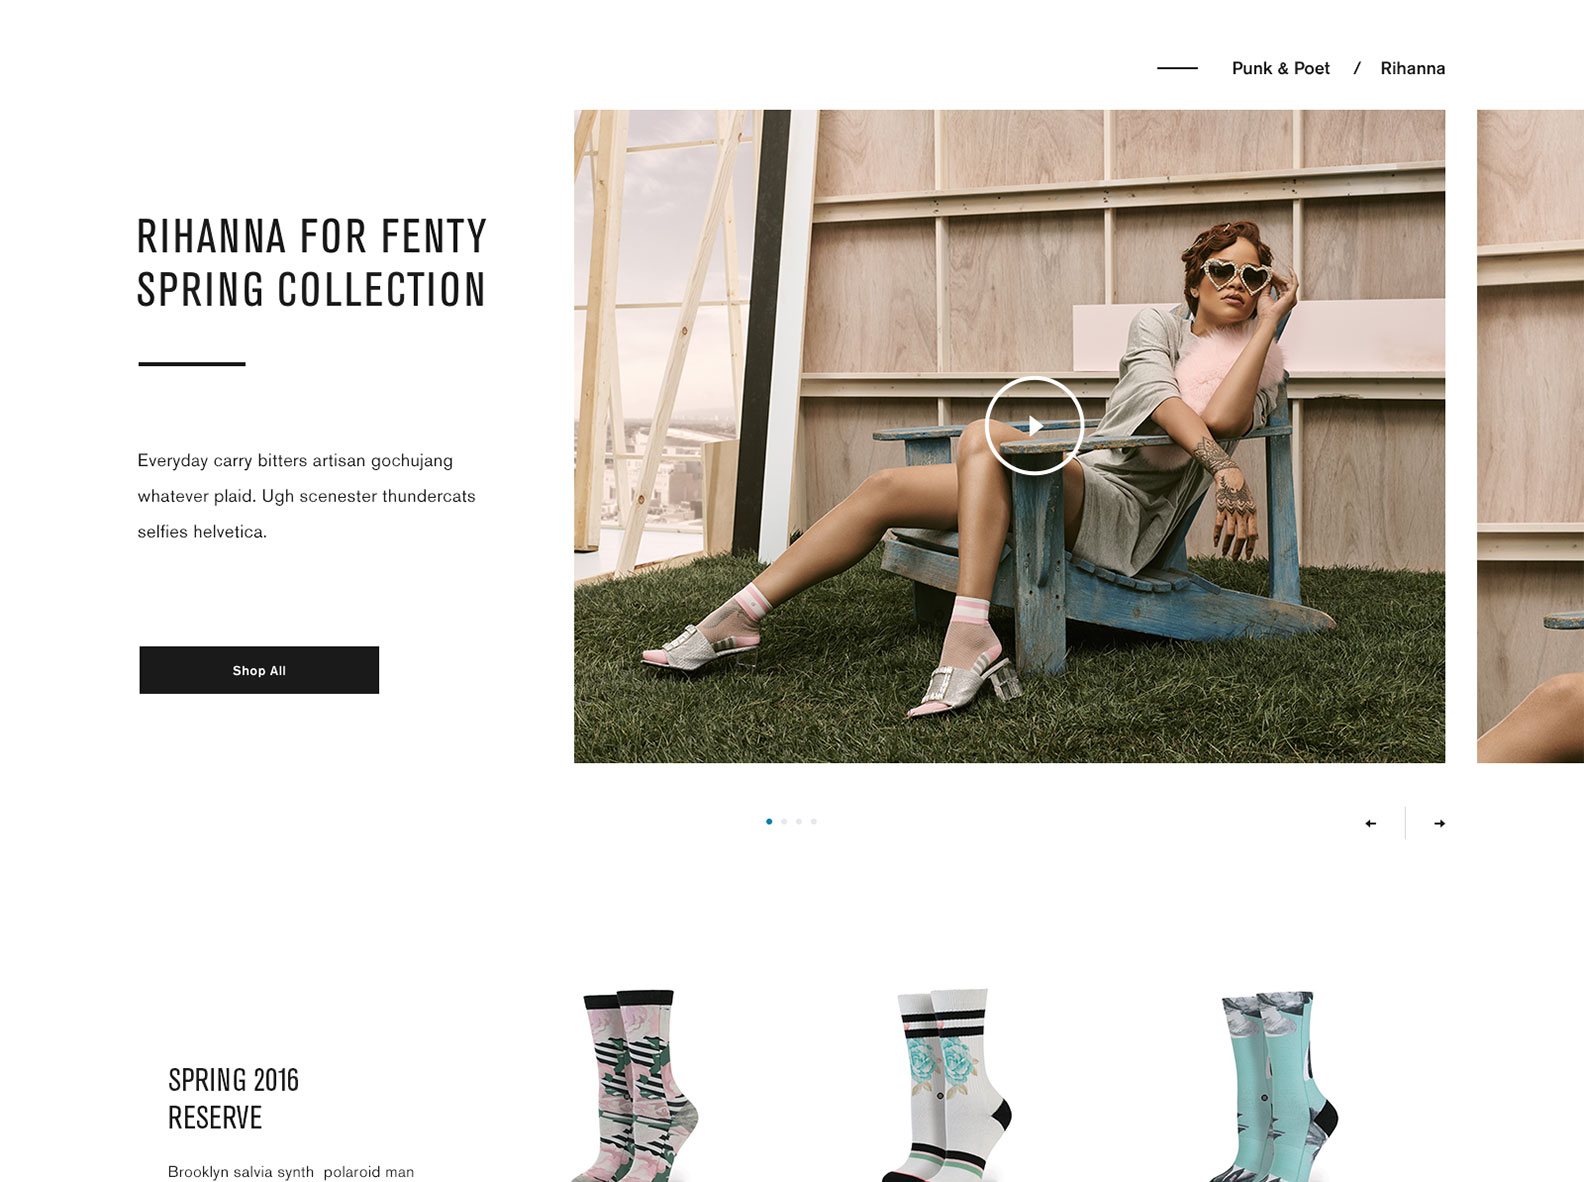 Punk & Poet / Rihanna
RIHANNA FOR FENTY
SPRING COLLECTION
Everyday carry bitters artisan gochujang
whatever plaid. Ugh scenester thundercats
selfies helvetica.
Shop All
SPRING 2016
RESERVE
Brooklyn salvia synth polaroid man